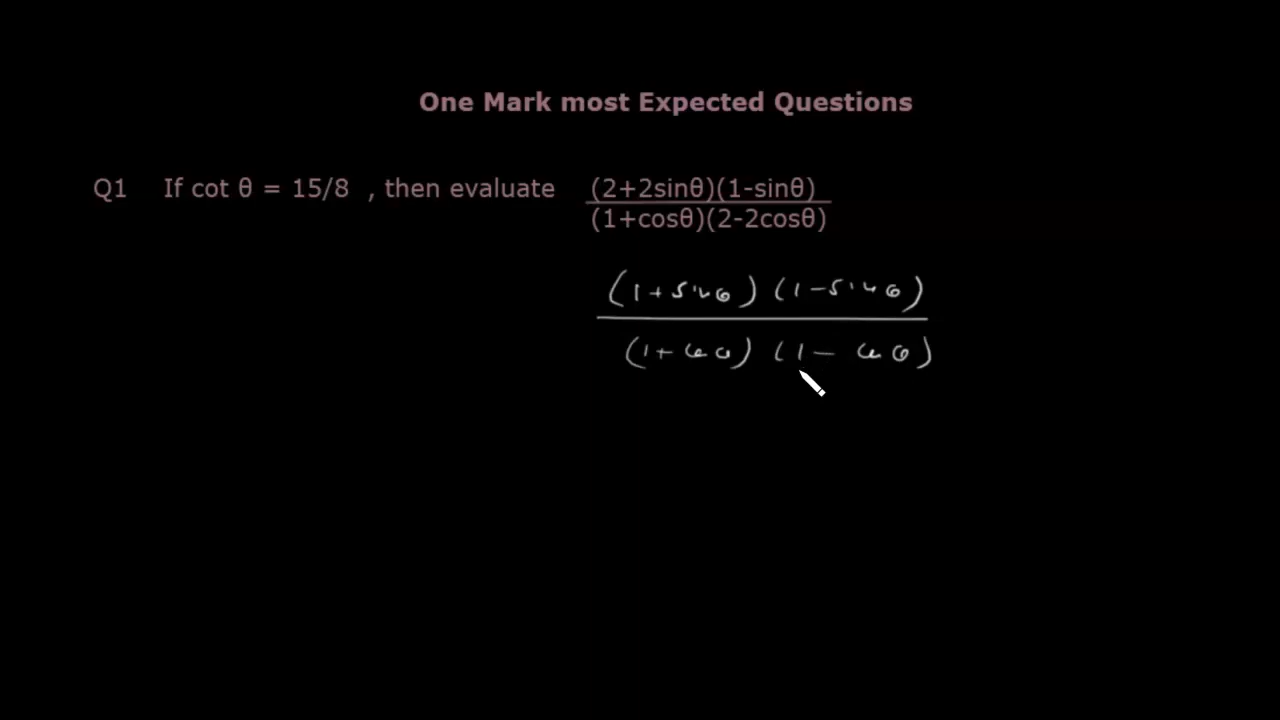 One Mark most Expected Questions
Q1 If cot θ = 15/8 , then evaluate (2+2sinθ)(1-sinθ)
(1+cosθ)(2-2cosθ)
(1+sinθ) (1-sinθ)
(1+cosθ) (1- cosθ)